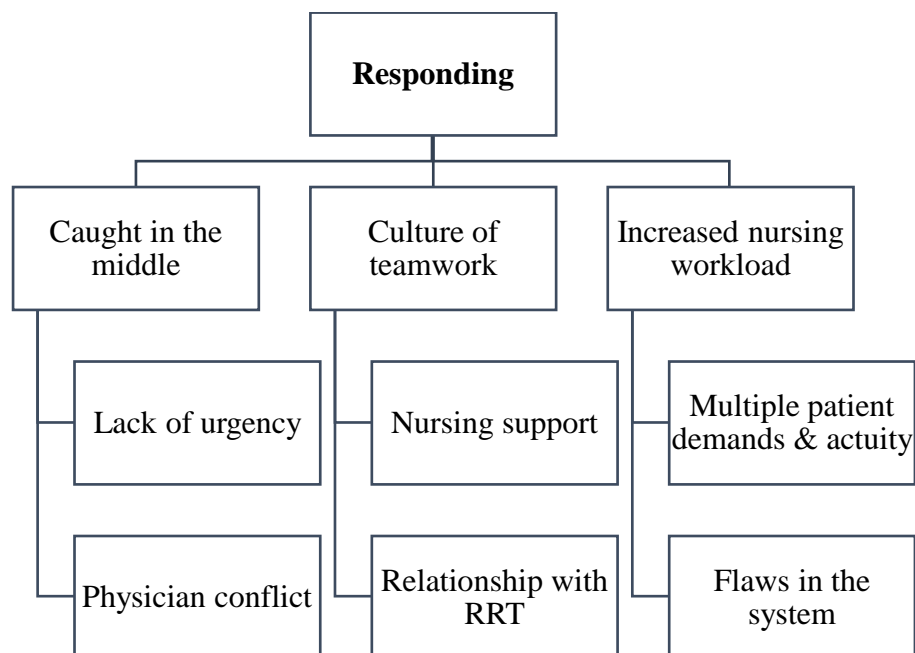 Responding
Caught in the
middle
Culture of
teamwork
Increased nursing
workload
Lack of urgency
Nursing support
Multiple patient
demands & actuity
Physician conflict
Relationship with
RRT
Flaws in the
system